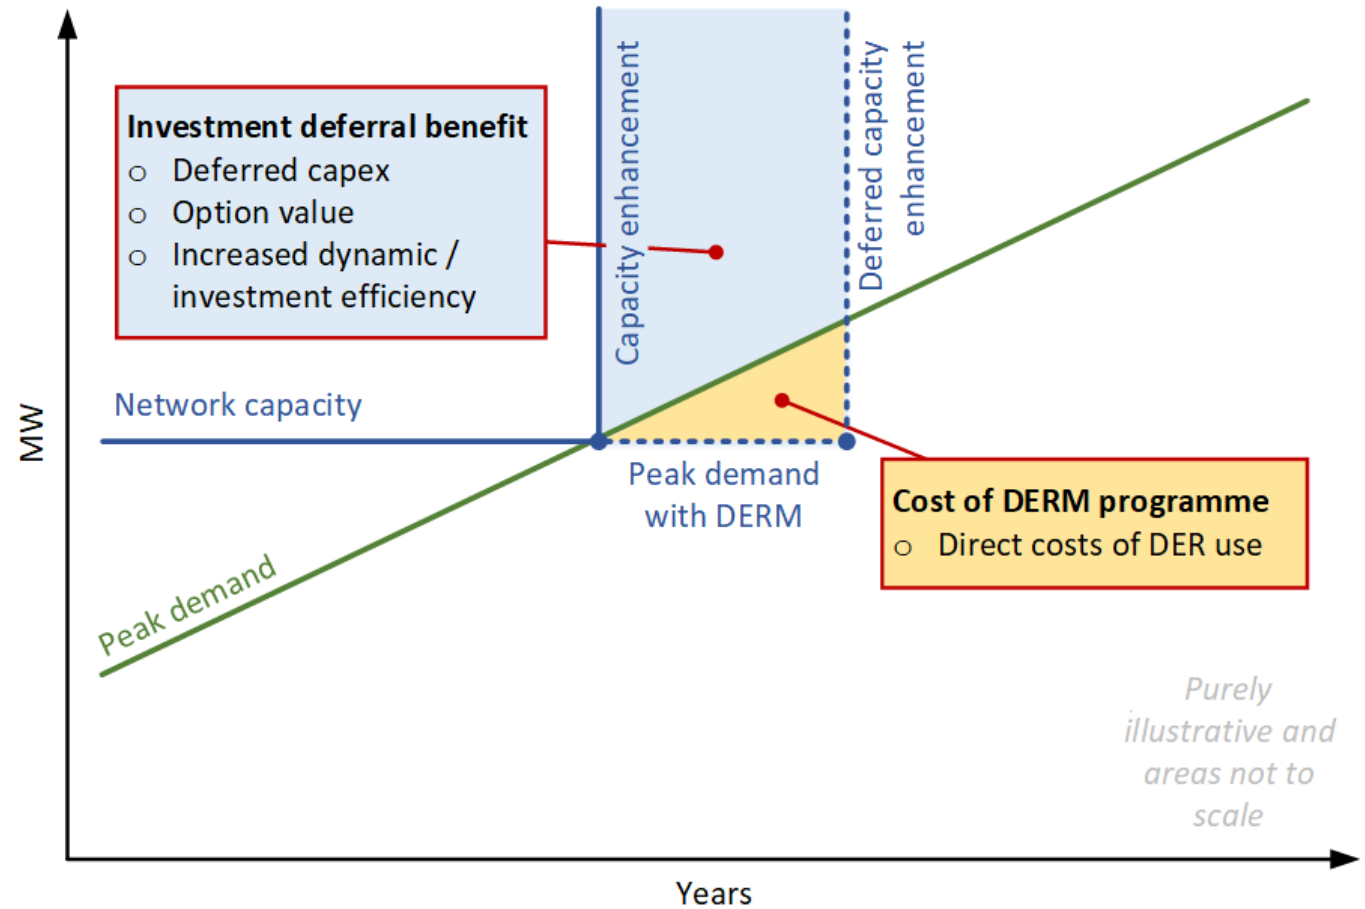 Investment deferral benefit
o Deferred capex
o Option value
o Increased dynamic /
investment efficiency
Capacity enhancement
Deferred capacity
enhancement
Network capacity
MW
Peak demand
with DERM
Cost of DERM programme
o Direct costs of DER use
Peak demand
Purely
illustrative and
areas not to
scale
Years